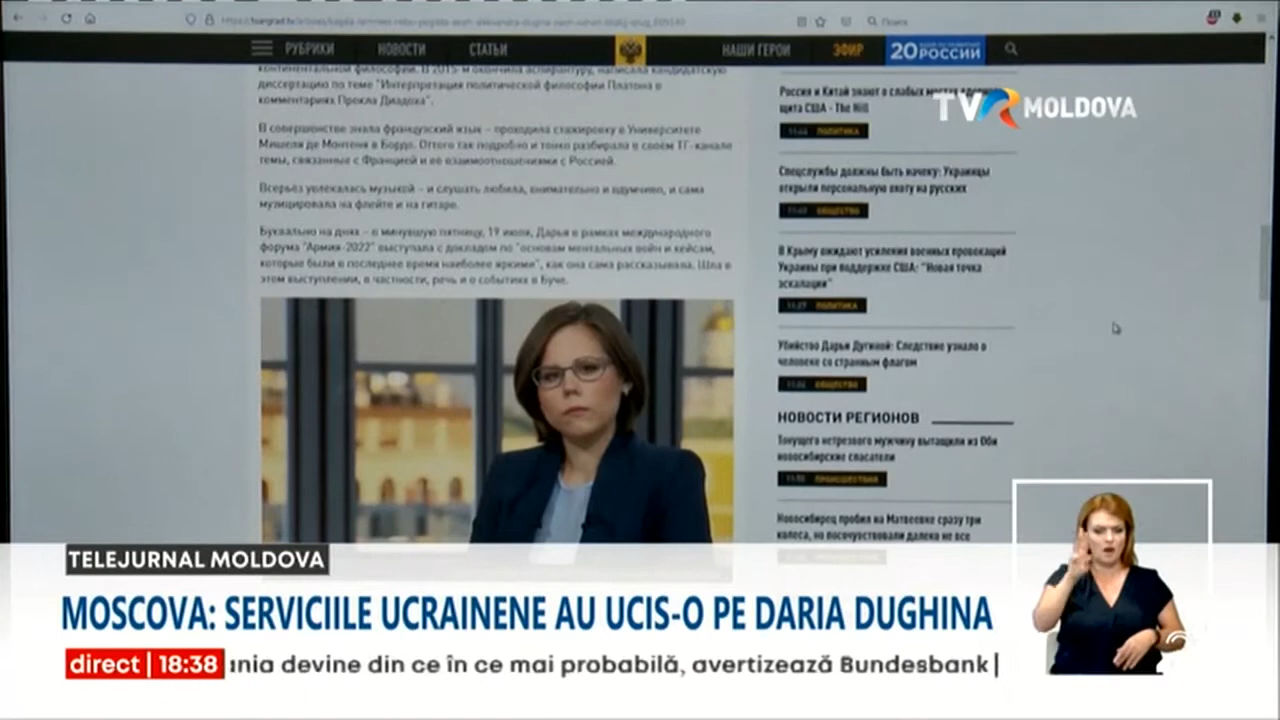 РУБРИКИ НОВОСТИ СТАТЬИ НАШИ ГЕРОИ ЭФИР 20 РОССИИ
континентальной философии. В 2015-м окончила аспирантуру, написала кандидатскую
диссертацию по теме "Интерпретация политической философии Платона в
комментариях Прокла Диадоха".
В совершенстве знала французский язык – проходила стажировку в Университете
Мишеля де Монтеня в Бордо. Оттого так подробно и тонко разбирала в своём ТГ-канале
темы, связанные с Францией и её взаимоотношениями с Россией.
Всерьёз увлекалась музыкой – и слушать любила, внимательно и вдумчиво, и сама
музицировала на флейте и на гитаре.
Буквально на днях – в минувшую пятницу, 19 июля, Дарья в рамках международного
форума "Армия-2022" выступала с докладом по "основам ментальных войн и кейсам,
которые были в последнее время наиболее яркими", как она сама рассказывала. Шла в
этом выступлении, в частности, речь и о событиях в Буче.
Россия и Китай знают о слабых местах
щита США - The Hill
ПОЛИТИКА
Спецслужбы должны быть начеку: Украинцы
открыли персональную охоту на русских
ОБЩЕСТВО
В Крыму ожидают усиления военных провокаций
Украины при поддержке США: "Новая точка
эскалации"
11:27 ПОЛИТИКА
Убийство Дарьи Дугиной: Следствие узнало о
человеке со странным флагом
ОБЩЕСТВО
НОВОСТИ РЕГИОНОВ
Тонущего нетрезвого мужчину вытащили из Оби
новосибирские спасатели
ПРОИСШЕСТВИЯ
Новосибирец пробил на Матвеевке сразу три
колеса, но посочувствовали далеко не все
TVR MOLDOVA
TELEJURNAL MOLDOVA
MOSCOVA: SERVICIILE UCRAINENE AU UCIS-O PE DARIA DUGHINA
direct | 18:38 nia devine din ce în ce mai probabilă, avertizează Bundesbank |